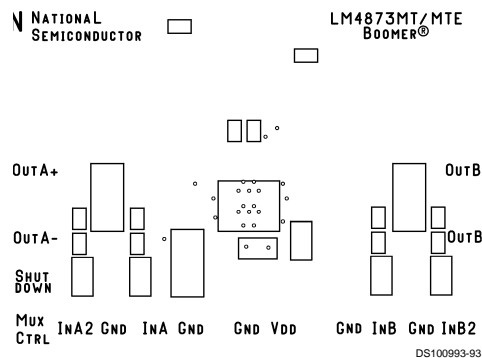 N NATIONAL
SEMICONDUCTOR
LM4873MT/MTE
BOOMER®
OUTA+
OUTB
OUTA-
OUTB
SHUT
DOWN
MUX
CTRL
INA2 GND INA GND GND VDD GND INB GND INB2
DS100993-93